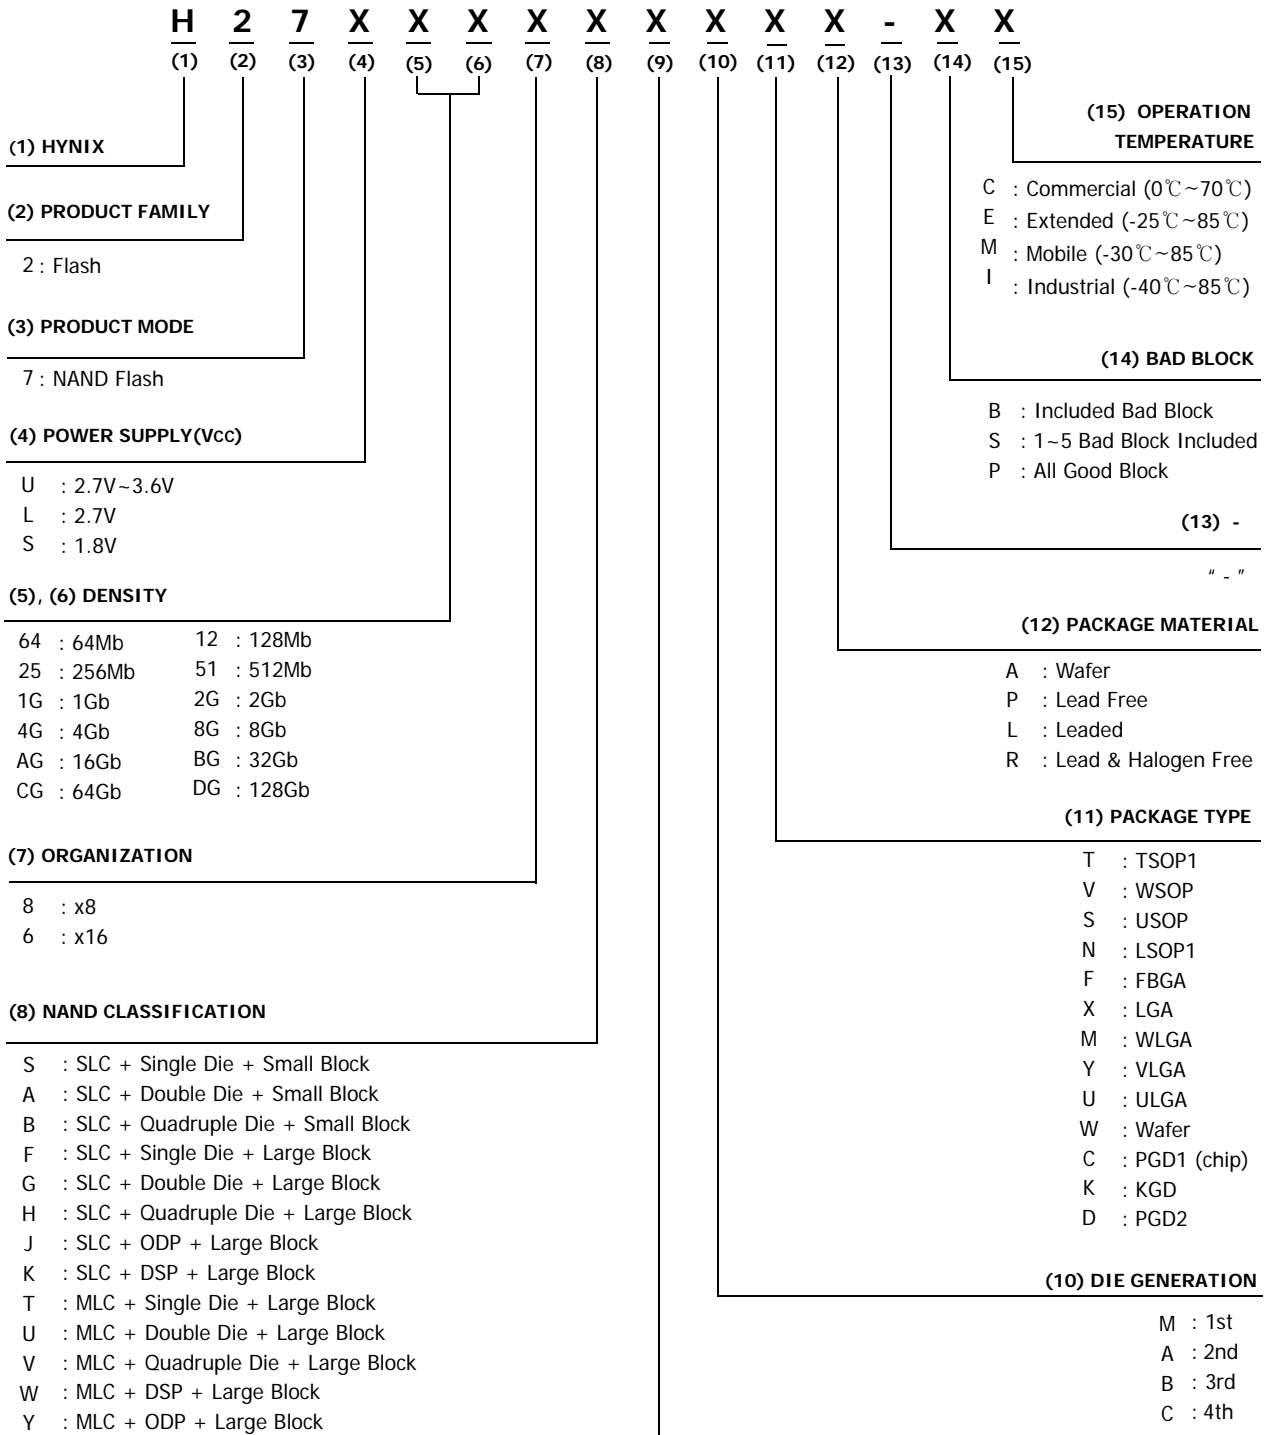 H 2 7 X X X X X X X X X - X X
(1) (2) (3) (4) (5) (6) (7) (8) (9) (10) (11) (12) (13) (14) (15)
(1) HYNIX
(2) PRODUCT FAMILY
2 : Flash
(3) PRODUCT MODE
7 : NAND Flash
(4) POWER SUPPLY(VCC)
U : 2.7V~3.6V
L : 2.7V
S : 1.8V
(5), (6) DENSITY
64 : 64Mb 12 : 128Mb
25 : 256Mb 51 : 512Mb
1G : 1Gb 2G : 2Gb
4G : 4Gb 8G : 8Gb
AG : 16Gb BG : 32Gb
CG : 64Gb DG : 128Gb
(7) ORGANIZATION
8 : x8
6 : x16
(8) NAND CLASSIFICATION
S : SLC + Single Die + Small Block
A : SLC + Double Die + Small Block
B : SLC + Quadruple Die + Small Block
F : SLC + Single Die + Large Block
G : SLC + Double Die + Large Block
H : SLC + Quadruple Die + Large Block
J : SLC + ODP + Large Block
K : SLC + DSP + Large Block
T : MLC + Single Die + Large Block
U : MLC + Double Die + Large Block
V : MLC + Quadruple Die + Large Block
W : MLC + DSP + Large Block
Y : MLC + ODP + Large Block
(15) OPERATION
TEMPERATURE
C : Commercial (0℃~70℃)
E : Extended (-25℃~85℃)
M : Mobile (-30℃~85℃)
I : Industrial (-40℃~85℃)
(14) BAD BLOCK
B : Included Bad Block
S : 1~5 Bad Block Included
P : All Good Block
(13) -
“ - ”
(12) PACKAGE MATERIAL
A : Wafer
P : Lead Free
L : Leaded
R : Lead & Halogen Free
(11) PACKAGE TYPE
T : TSOP1
V : WSOP
S : USOP
N : LSOP1
F : FBGA
X : LGA
M : WLGA
Y : VLGA
U : ULGA
W : Wafer
C : PGD1 (chip)
K : KGD
D : PGD2
(10) DIE GENERATION
M : 1st
A : 2nd
B : 3rd
C : 4th